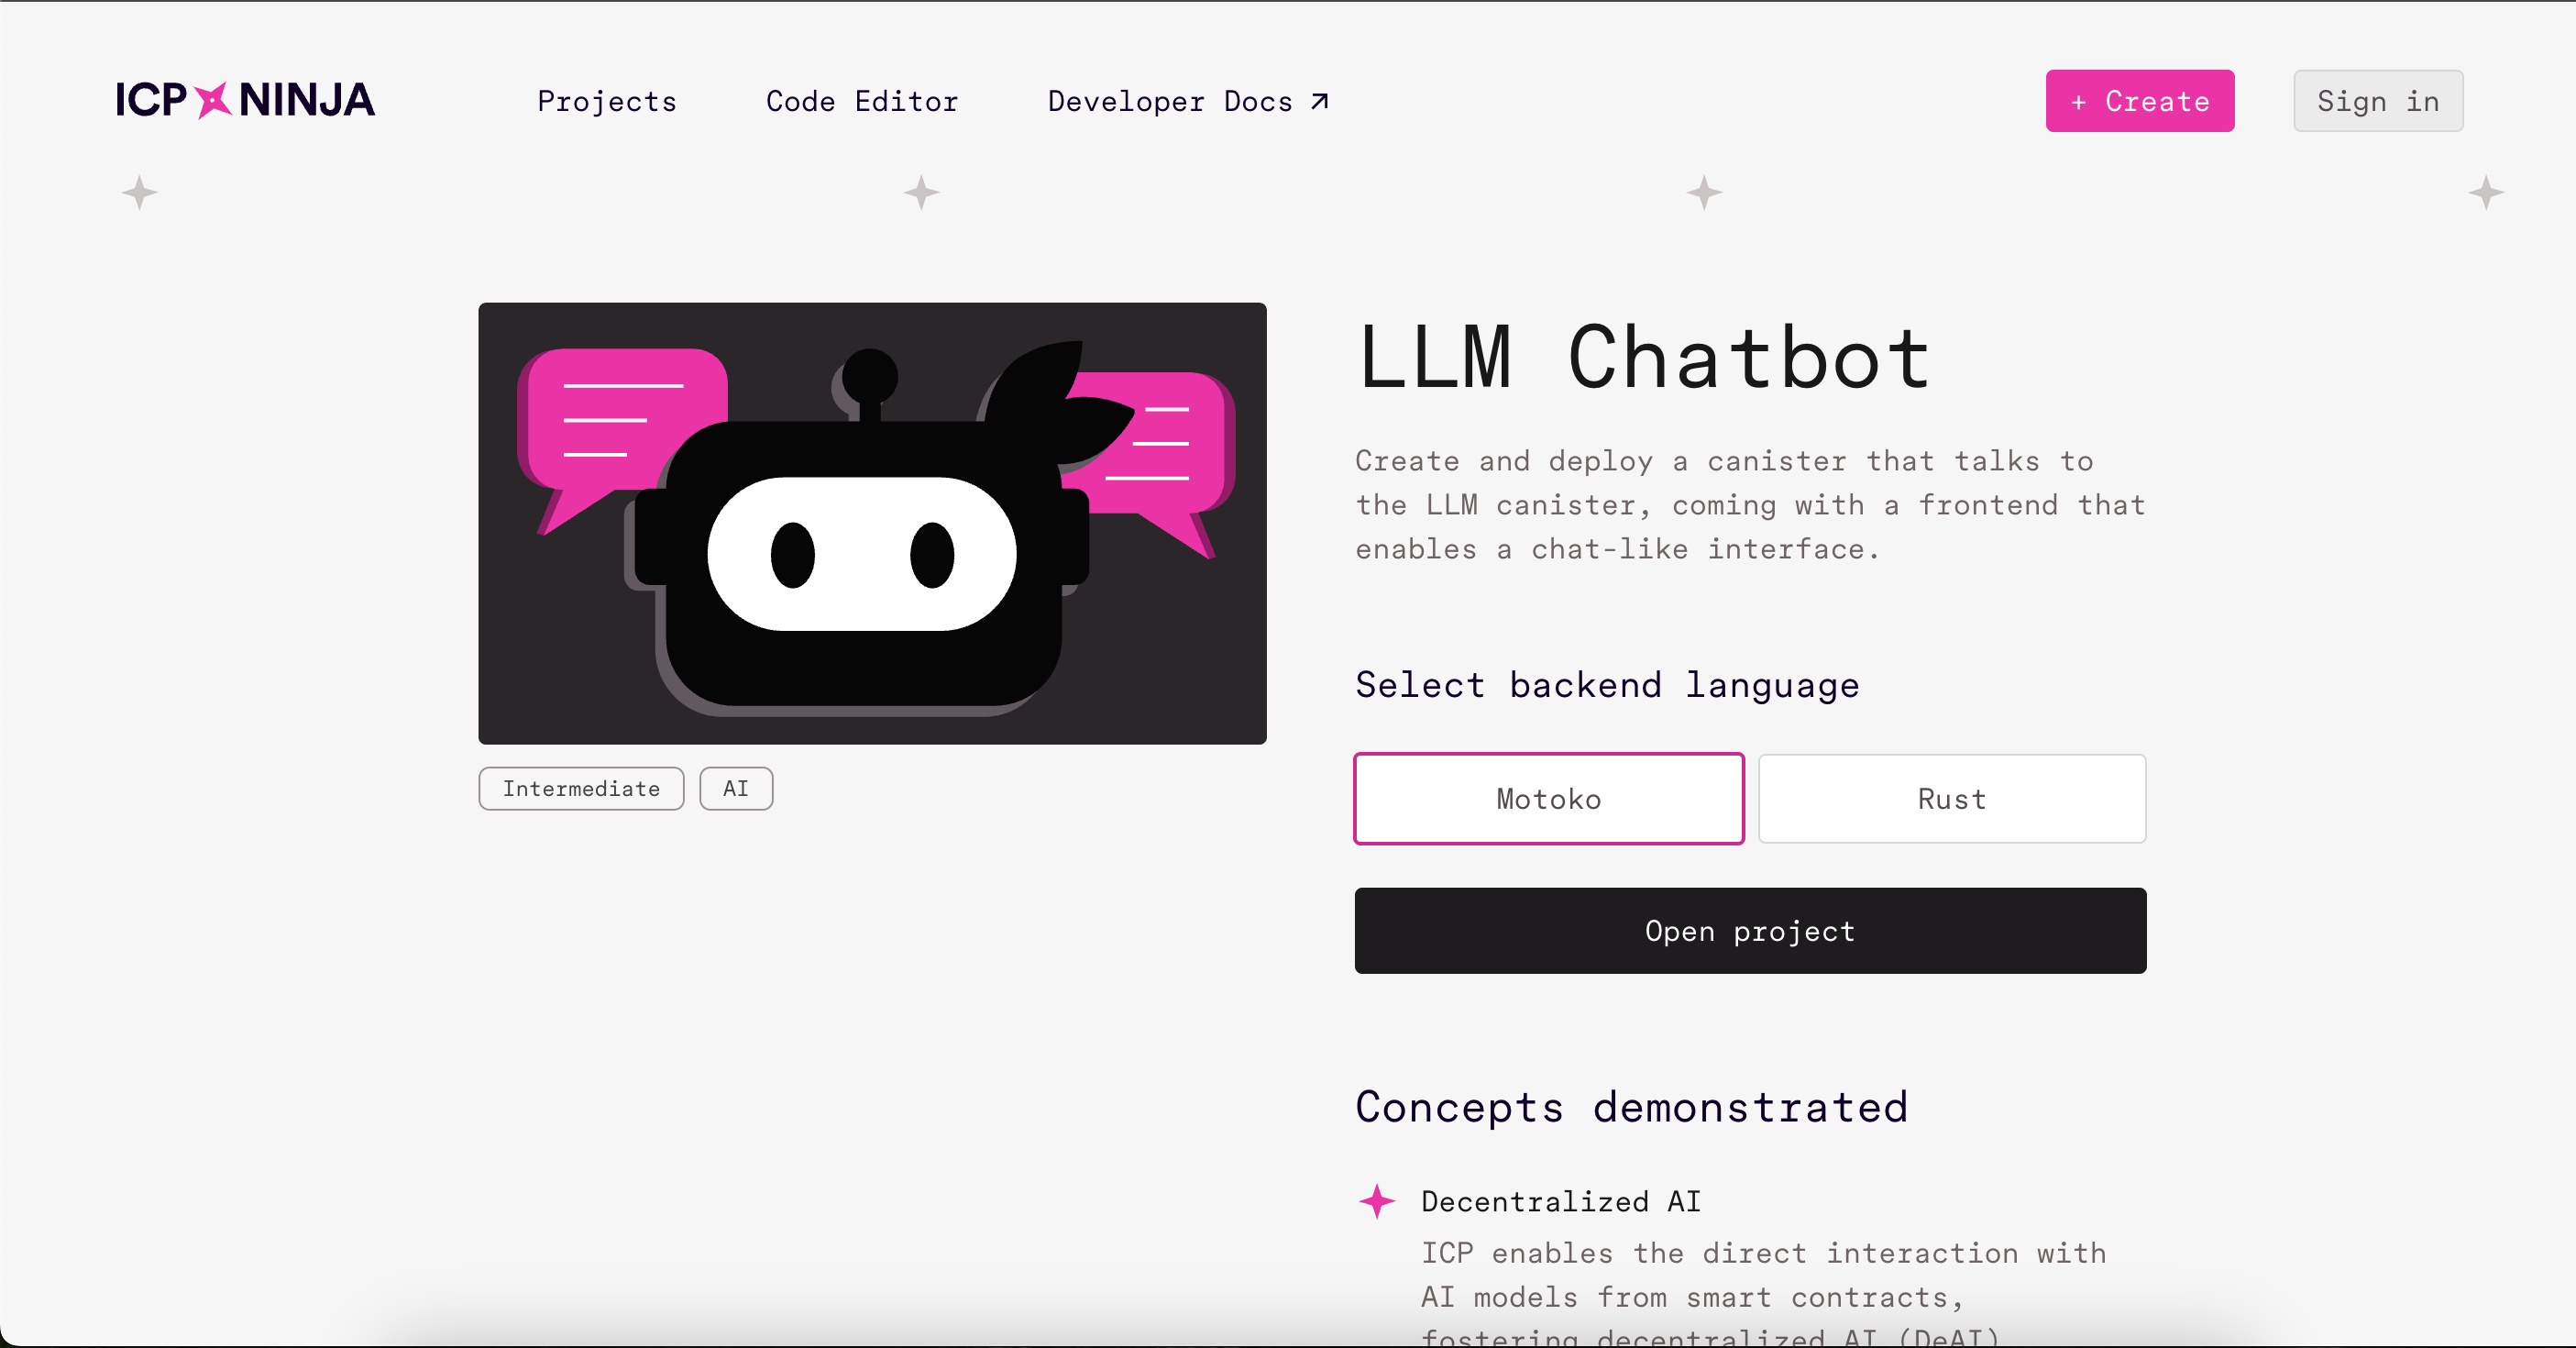 ICP NINJA
Projects
Code Editor
Developer Docs ↗
+ Create
Sign in
Intermediate
AI
LLM Chatbot
Create and deploy a canister that talks to
the LLM canister, coming with a frontend that
enables a chat-like interface.
Select backend language
Motoko
Rust
Open project
Concepts demonstrated
Decentralized AI
ICP enables the direct interaction with
AI models from smart contracts,
fostering decentralized AI (DeAI)